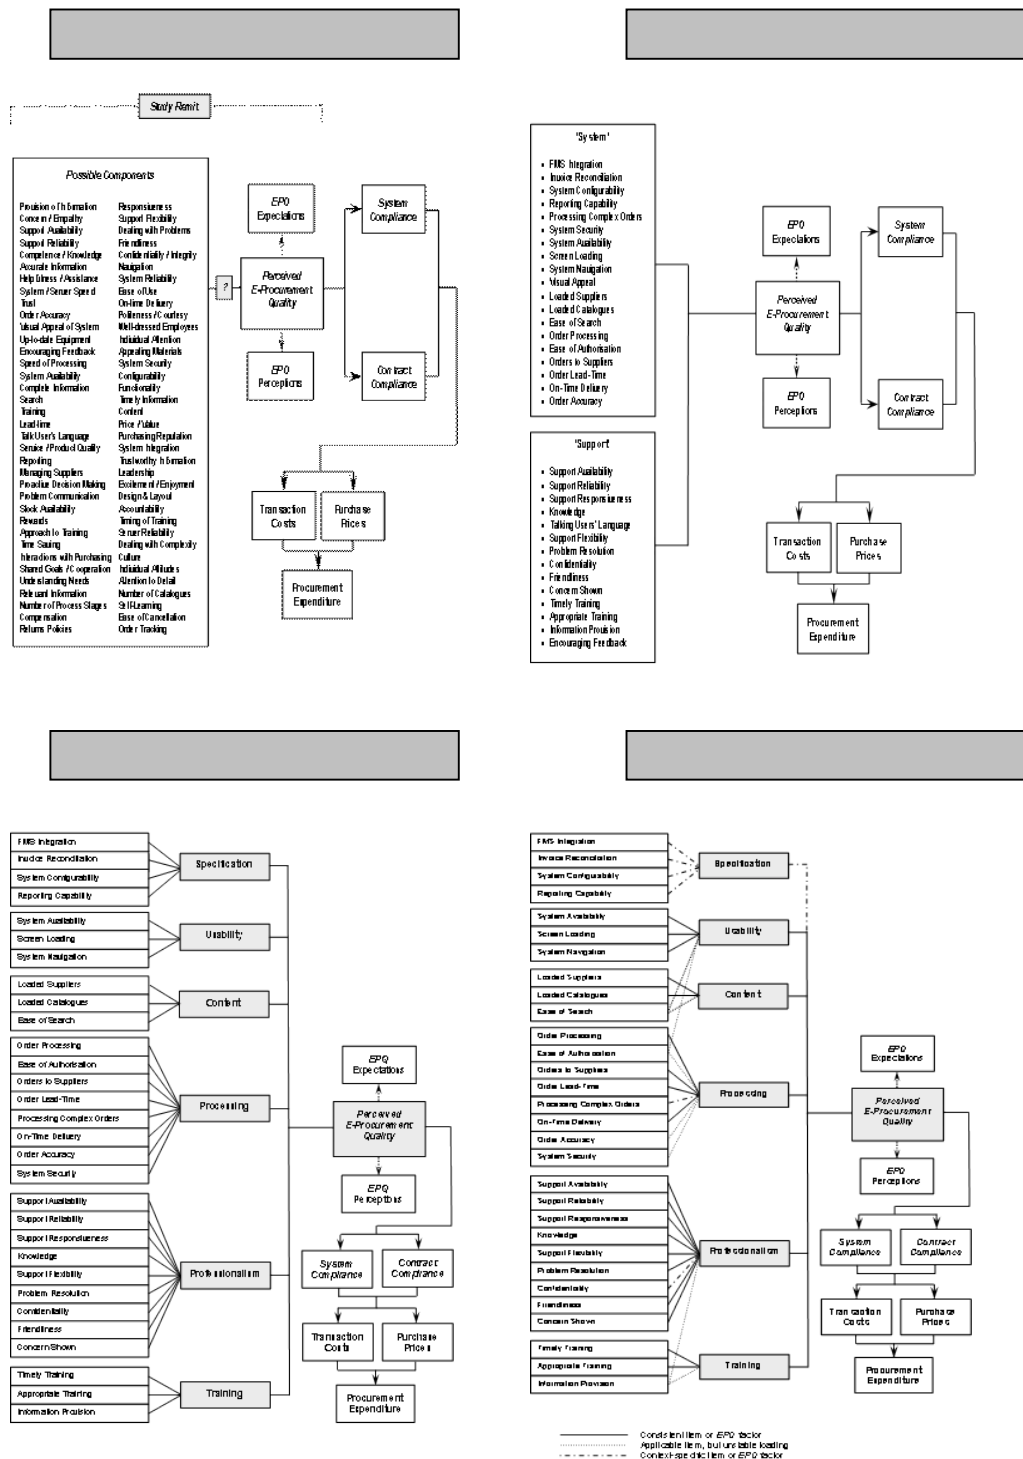 Study Remit
Possible Components
Provision of Information
Concern / Empathy
Support Availability
Support Reliability
Competence / Knowledge
Accurate Information
Helpfulness / Assistance
System / Server Speed
Trust
Order Accuracy
Visual Appeal of System
Up-to-date Equipment
Encouraging Feedback
Speed of Processing
System Availability
Complete Information
Search
Training
Lead-time
Talk User's Language
Service / Product Quality
Reporting
Managing Suppliers
Proactive Decision Making
Problem Communication
Stock Availability
Rewards
Approach to Training
Time Saving
Interactions with Purchasing
Shared Goals / Cooperation
Understanding Needs
Relevant Information
Number of Process Stages
Compensation
Returns Policies
Responsiveness
Support Flexibility
Dealing with Problems
Friendliness
Confidentiality / Integrity
Navigation
System Reliability
Ease of Use
On-time Delivery
Politeness / Courtesy
Well-dressed Employees
Individual Attention
Appealing Materials
System Security
Configurability
Functionality
Timely Information
Content
Price / Value
Purchasing Reputation
System Integration
Trustworthy Information
Leadership
Excitement / Enjoyment
Design & Layout
Accountability
Timing of Training
Server Reliability
Dealing with Complexity
Culture
Individual Attitudes
Attention to Detail
Number of Catalogues
Self-Learning
Ease of Cancellation
Order Tracking
?
EPQ
Expectations
Perceived
E-Procurement
Quality
EPQ
Perceptions
System
Compliance
Contract
Compliance
Transaction
Costs
Purchase
Prices
Procurement
Expenditure
'System'
• FMS Integration
• Invoice Reconciliation
• System Configurability
• Reporting Capability
• Processing Complex Orders
• System Security
• System Availability
• Screen Loading
• System Navigation
• Visual Appeal
• Loaded Suppliers
• Loaded Catalogues
• Ease of Search
• Order Processing
• Ease of Authorisation
• Orders to Suppliers
• Order Lead-Time
• On-Time Delivery
• Order Accuracy
'Support'
• Support Availability
• Support Reliability
• Support Responsiveness
• Knowledge
• Talking Users' Language
• Support Flexibility
• Problem Resolution
• Confidentiality
• Friendliness
• Concern Shown
• Timely Training
• Appropriate Training
• Information Provision
• Encouraging Feedback
EPQ
Expectations
Perceived
E-Procurement
Quality
EPQ
Perceptions
System
Compliance
Contract
Compliance
Transaction
Costs
Purchase
Prices
Procurement
Expenditure
FMS Integration
Invoice Reconciliation
System Configurability
Reporting Capability
Specification
System Availability
Screen Loading
System Navigation
Usability
Loaded Suppliers
Loaded Catalogues
Ease of Search
Content
Order Processing
Ease of Authorisation
Orders to Suppliers
Order Lead-Time
Processing Complex Orders
On-Time Delivery
Order Accuracy
System Security
Processing
Support Availability
Support Reliability
Support Responsiveness
Knowledge
Support Flexibility
Problem Resolution
Confidentiality
Friendliness
Concern Shown
Professionalism
Timely Training
Appropriate Training
Information Provision
Training
EPQ
Expectations
Perceived
E-Procurement
Quality
EPQ
Perceptions
System
Compliance
Contract
Compliance
Transaction
Costs
Purchase
Prices
Procurement
Expenditure
FMS Integration
Invoice Reconciliation
System Configurability
Reporting Capability
Specification
System Availability
Screen Loading
System Navigation
Usability
Loaded Suppliers
Loaded Catalogues
Ease of Search
Content
Order Processing
Ease of Authorisation
Orders to Suppliers
Order Lead-Time
Processing Complex Orders
On-Time Delivery
Order Accuracy
System Security
Processing
Support Availability
Support Reliability
Support Responsiveness
Knowledge
Support Flexibility
Problem Resolution
Confidentiality
Friendliness
Concern Shown
Professionalism
Timely Training
Appropriate Training
Information Provision
Training
EPQ
Expectations
Perceived
E-Procurement
Quality
EPQ
Perceptions
System
Compliance
Contract
Compliance
Transaction
Costs
Purchase
Prices
Procurement
Expenditure
Consistent item or EPQ factor
Applicable item, but unstable loading
Context-specific item or EPQ factor